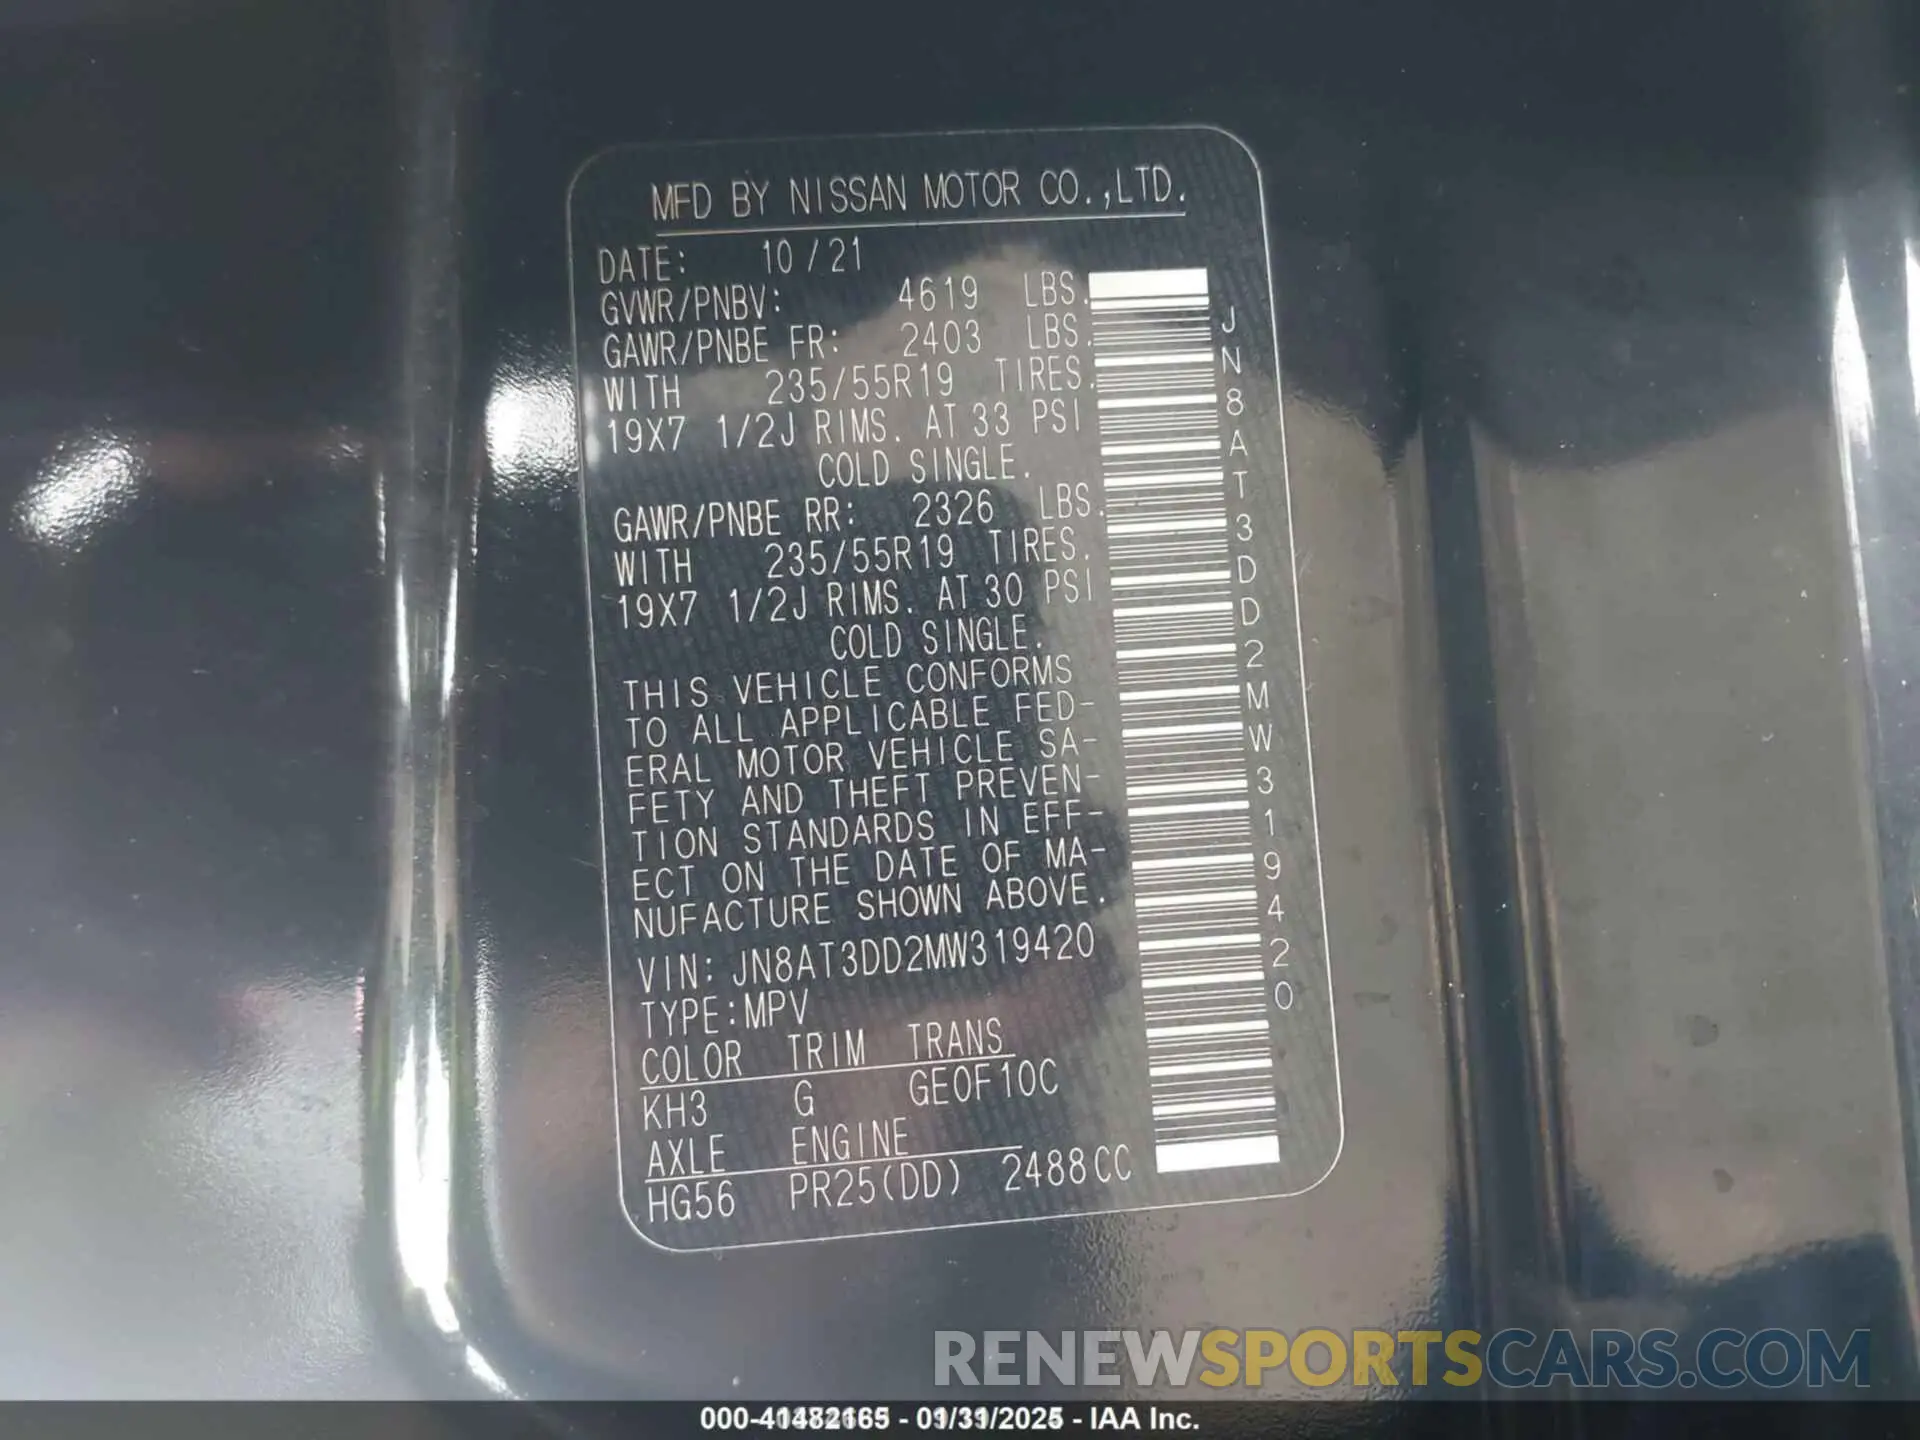 MFD BY NISSAN MOTOR CO.,LTD.
DATE: 10/21
GVWR/PNBV: 4619 LBS.
GAWR/PNBE FR: 2403 LBS.
WITH 235/55R19 TIRES.
19X7 1/2J RIMS. AT 33 PSI
COLD SINGLE.
GAWR/PNBE RR: 2326 LBS.
WITH 235/55R19 TIRES.
19X7 1/2J RIMS. AT 30 PSI
COLD SINGLE.
THIS VEHICLE CONFORMS
TO ALL APPLICABLE FED-
ERAL MOTOR VEHICLE SA-
FETY AND THEFT PREVEN-
TION STANDARDS IN EFF-
ECT ON THE DATE OF MA-
NUFACTURE SHOWN ABOVE.
VIN: JN8AT3DD2MW319420
TYPE:MPV
COLOR TRIM TRANS
KH3 G GE0F10C
AXLE ENGINE
HG56 PR25(DD) 2488CC
JN8AT3DD2MW319420
RENEWSPORTSCARS.COM
- IAA Inc.